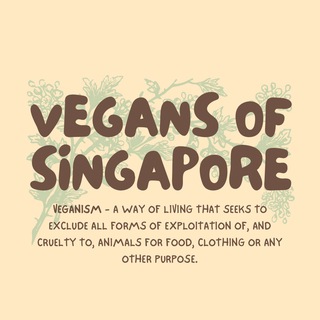 VEGANS OF
SiNGAPORE
VEGANISM - A WAY OF LIVING THAT SEEKS TO
EXCLUDE ALL FORMS OF EXPLOITATION OF, AND
CRUELTY TO, ANIMALS FOR FOOD, CLOTHING OR ANY
OTHER PURPOSE.